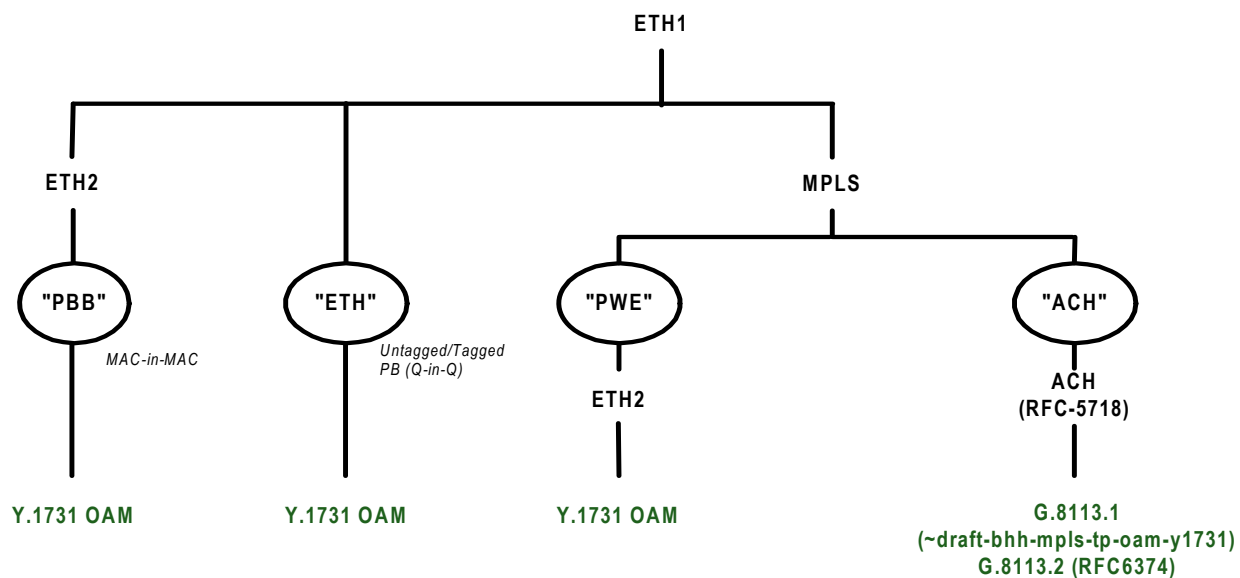 ETH1
ETH2
MPLS
"PBB"
"ETH"
"PWE"
"ACH"
MAC-in-MAC
Untagged/Tagged
PB (Q-in-Q)
ETH2
ACH
(RFC-5718)
Y.1731 OAM
Y.1731 OAM
Y.1731 OAM
G.8113.1
(~draft-bhh-mpls-tp-oam-y1731)
G.8113.2 (RFC6374)